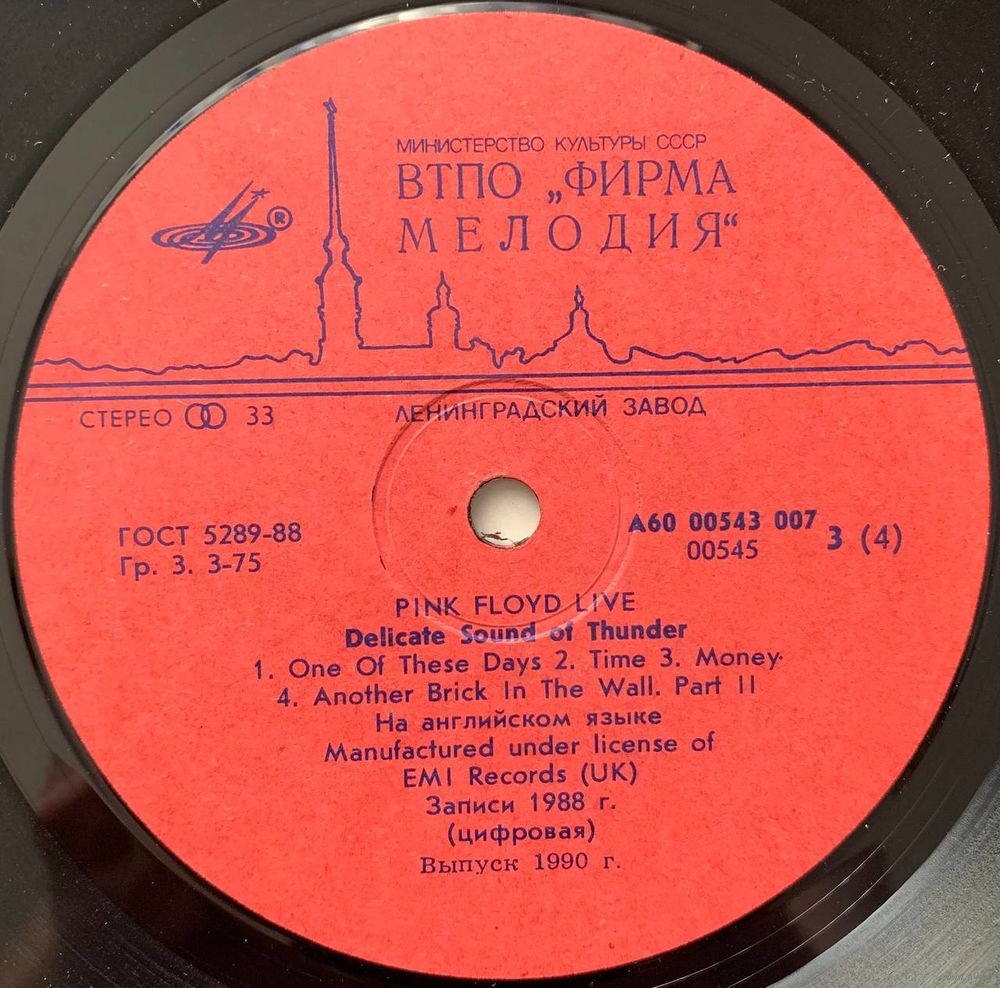 МИНИСТЕРСТВО КУЛЬТУРЫ СССР
ВТПО „ФИРМА
МЕЛОДИЯ“
®
СТЕРЕО 33
ЛЕНИНГРАДСКИЙ ЗАВОД
ГОСТ 5289-88
Гр. 3. 3-75
А60 00543 007
00545
3 (4)
PINK FLOYD LIVE
Delicate Sound of Thunder
1. One Of These Days 2. Time 3. Money
4. Another Brick In The Wall. Part II
На английском языке
Manufactured under license of
EMI Records (UK)
Записи 1988 г.
(цифровая)
Выпуск 1990 г.